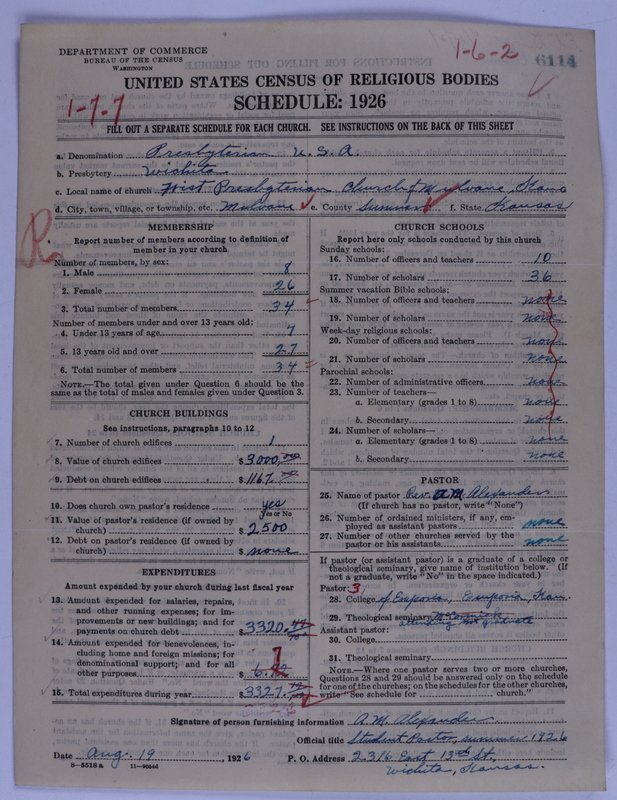 DEPARTMENT OF COMMERCE
BUREAU OF THE CENSUS
WASHINGTON
1-6-2
6114
UNITED STATES CENSUS OF RELIGIOUS BODIES
SCHEDULE: 1926
1-7-7
FILL OUT A SEPARATE SCHEDULE FOR EACH CHURCH. SEE INSTRUCTIONS ON THE BACK OF THIS SHEET
a. Denomination Presbyterian U.S.A.
b. Presbytery Wichita
c. Local name of church First Presbyterian Church of Mulvane, Kans
d. City, town, village, or township, etc. Mulvane e. County Sumner f. State Kansas
R
MEMBERSHIP
Report number of members according to definition of
member in your church
Number of members, by sex:
1. Male 8
2. Female 26
3. Total number of members 34
Number of members under and over 13 years old:
4. Under 13 years of age 7
5. 13 years old and over 27
6. Total number of members 34
NOTE.—The total given under Question 6 should be
same as the total of males and females given under Question 3.
CHURCH BUILDINGS
See instructions, paragraphs 10 to 12
7. Number of church edifices 1
8. Value of church edifices $3000.00
9. Debt on church edifices $1167.00
10. Does church own pastor's residence yes
Yes or No
11. Value of pastor's residence (if owned by
church) $2500
12. Debt on pastor's residence (if owned by
church) $none
EXPENDITURES
Amount expended by your church during last fiscal year
13. Amount expended for salaries, repairs,
and other running expenses; for im-
provements or new buildings; and for
payments on church debt $3320.
14. Amount expended for benevolences, in-
cluding home and foreign missions; for
denominational support; and for all
other purposes $ 7
15. Total expenditures during year $3327.
CHURCH SCHOOLS
Report here only schools conducted by this church
Sunday schools:
16. Number of officers and teachers 10
17. Number of scholars 36
Summer vacation Bible schools:
18. Number of officers and teachers none
19. Number of scholars none
Week-day religious schools:
20. Number of officers and teachers none
21. Number of scholars none
Parochial schools:
22. Number of administrative officers none
23. Number of teachers—
a. Elementary (grades 1 to 8) none
b. Secondary none
24. Number of scholars—
a. Elementary (grades 1 to 8) none
b. Secondary none
PASTOR
25. Name of pastor Rev. A M Alexander
(If church has no pastor, write "None")
26. Number of ordained ministers, if any, em-
ployed as assistant pastors none
27. Number of other churches served by the
pastor or his assistants none
If pastor (or assistant pastor) is a graduate of a college or
theological seminary, give name of institution below. (If
not a graduate, write "No" in the space indicated.)
Pastor: 3
28. College of Emporia, Emporia, Kan.
29. Theological seminary
Assistant pastor: attending not graduate
30. College
31. Theological seminary
NOTE.—Where one pastor serves two or more churches,
Questions 28 and 29 should be answered only on the schedule
for one of the churches; on the schedules for the other churches,
write "See schedule for church."
Signature of person furnishing information A. M. Alexander
Official title Student Pastor, summer 1926
Date Aug. 19, 1926 P. O. Address 2316 East 13th St.
8—5518a 11—9664d Wichita, Kansas.